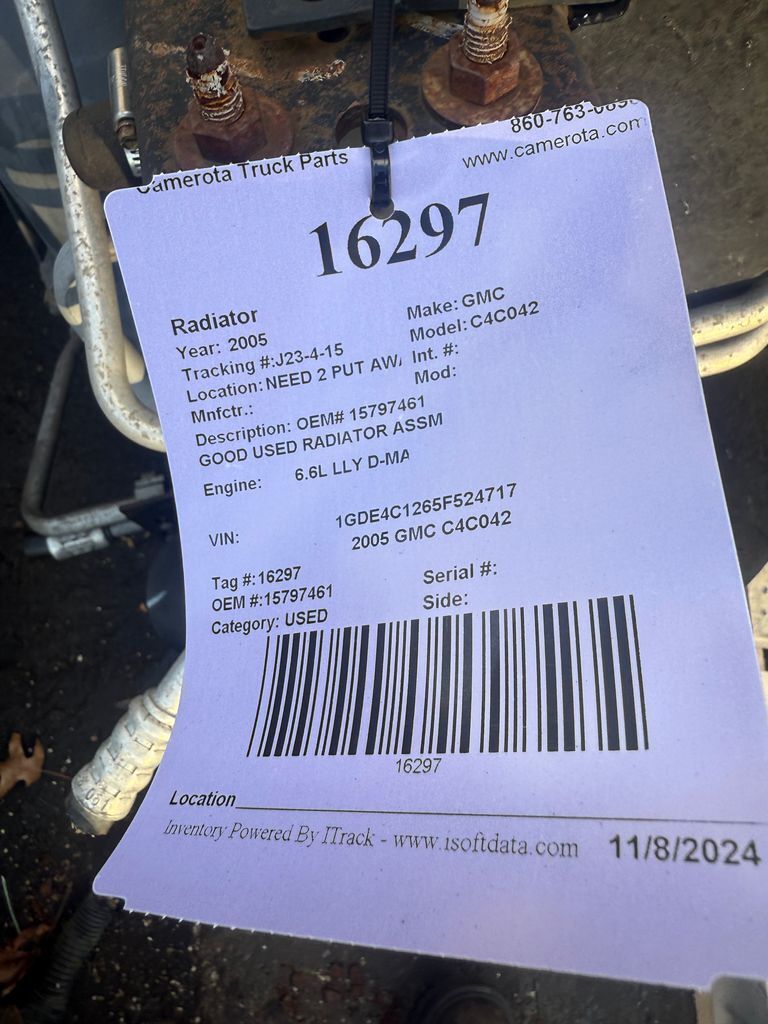 Camerota Truck Parts
860-763-089
www.camerota.com
16297
Radiator
Year: 2005
Make: GMC
Tracking #:J23-4-15
Model: C4C042
Location: NEED 2 PUT AW
Int. #:
Mnfctr.:
Mod:
Description: OEM# 15797461
GOOD USED RADIATOR ASSM
Engine: 6.6L LLY D-MA
VIN: 1GDE4C1265F524717
2005 GMC C4C042
Tag #:16297
Serial #:
OEM #:15797461
Side:
Category: USED
16297
Location
Inventory Powered By ITrack - www.isoftdata.com 11/8/2024